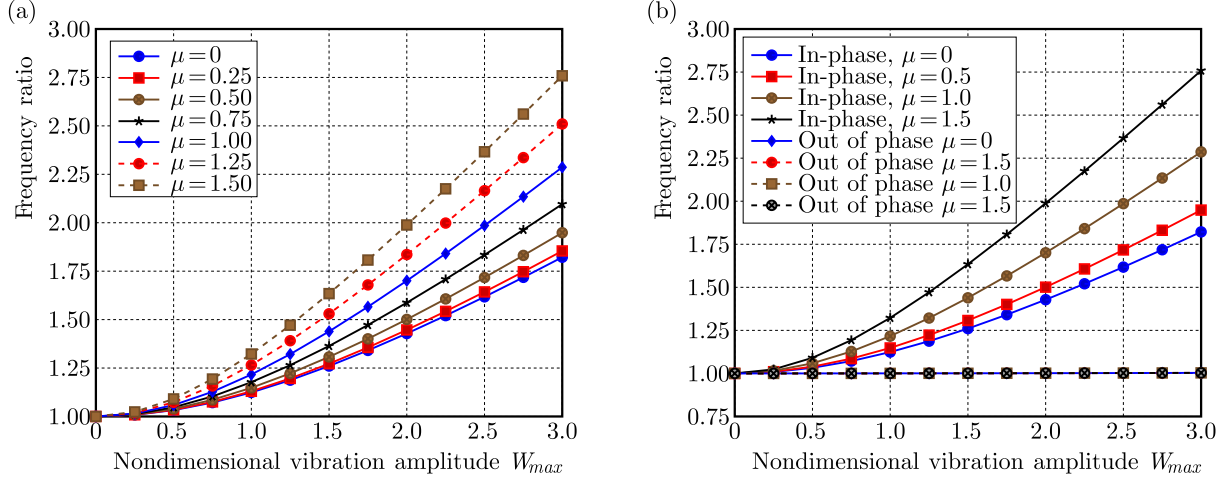 (a)
3.00
2.75
2.50
2.25
2.00
1.75
1.50
1.25
1.00
Frequency ratio
μ=0
μ=0.25
μ=0.50
μ=0.75
μ=1.00
μ=1.25
μ=1.50
0 0.5 1.0 1.5 2.0 2.5 3.0
Nondimensional vibration amplitude Wmax
(b)
3.00
2.75
2.50
2.25
2.00
1.75
1.50
1.25
1.00
0.75
Frequency ratio
In-phase, μ=0
In-phase, μ=0.5
In-phase, μ=1.0
In-phase, μ=1.5
Out of phase μ=0
Out of phase μ=1.5
Out of phase μ=1.0
Out of phase μ=1.5
0 0.5 1.0 1.5 2.0 2.5 3.0
Nondimensional vibration amplitude Wmax